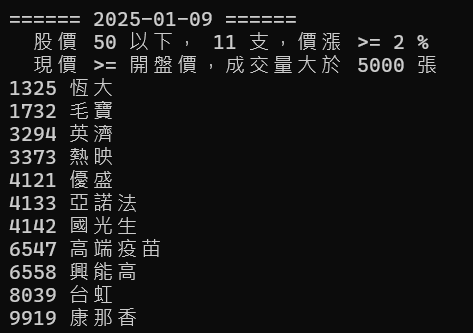 ====== 2025-01-09 ======
股價 50 以下， 11 支，價漲 >= 2 %
現價 >= 開盤價，成交量大於 5000 張
1325 恆大
1732 毛寶
3294 英濟
3373 熱映
4121 優盛
4133 亞諾法
4142 國光生
6547 高端疫苗
6558 興能高
8039 台虹
9919 康那香